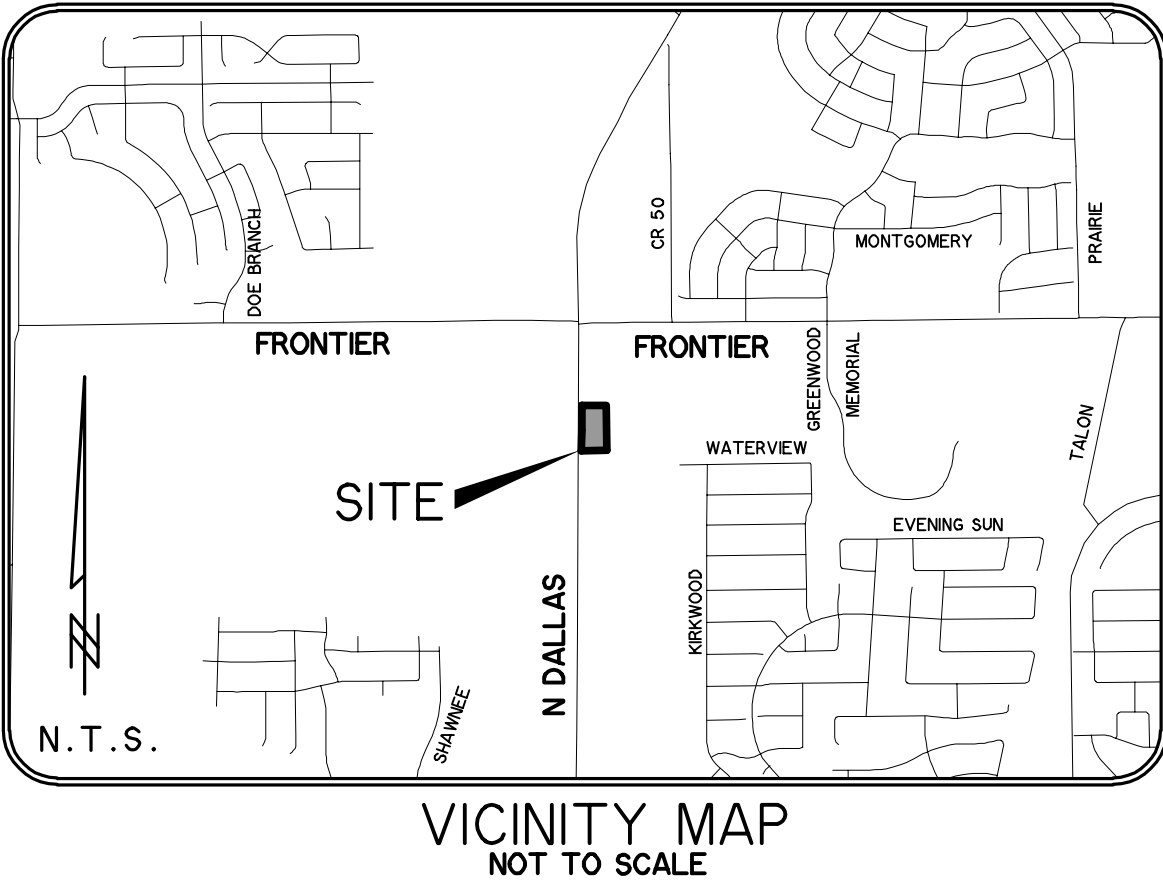 CR 50
MONTGOMERY
PRAIRIE
DOE BRANCH
FRONTIER
FRONTIER
GREENWOOD
MEMORIAL
TALON
WATERVIEW
SITE
EVENING SUN
KIRKWOOD
N DALLAS
N
SHAWNEE
N.T.S.
VICINITY MAP
NOT TO SCALE